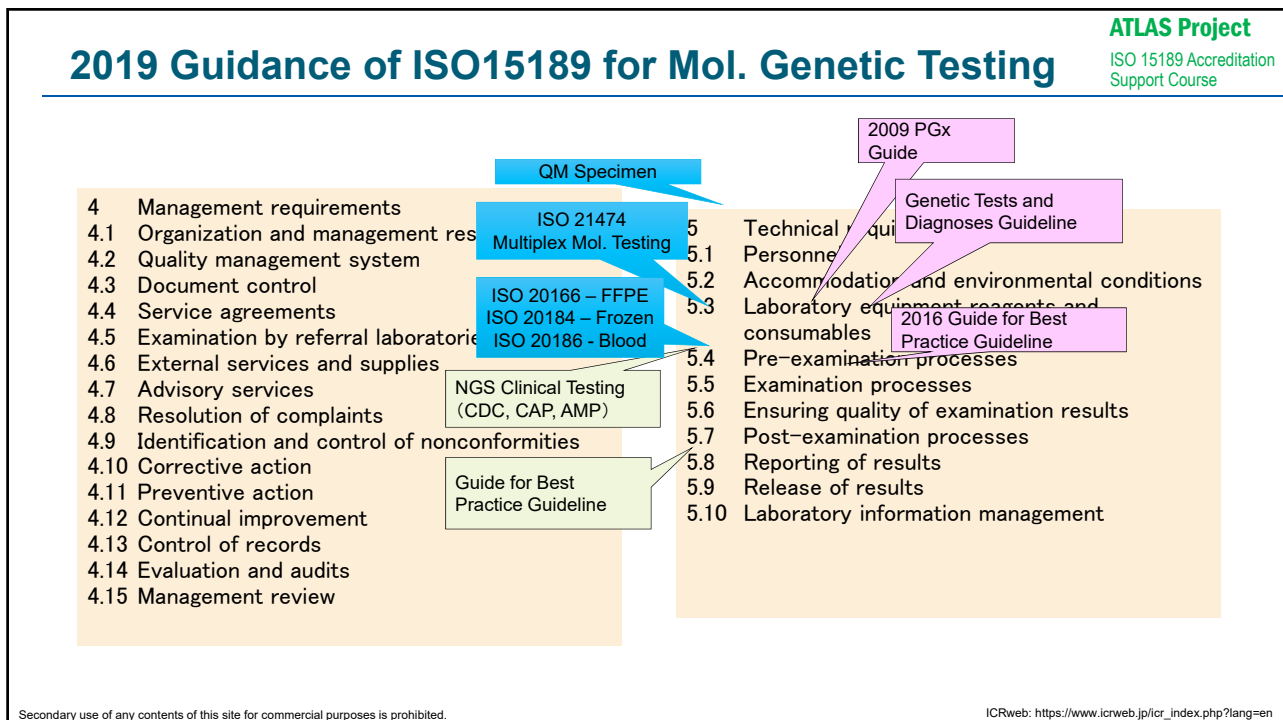 2019 Guidance of ISO15189 for Mol. Genetic Testing
ATLAS Project
ISO 15189 Accreditation
Support Course
4 Management requirements
4.1 Organization and management res
4.2 Quality management system
4.3 Document control
4.4 Service agreements
4.5 Examination by referral laboratorie
4.6 External services and supplies
4.7 Advisory services
4.8 Resolution of complaints
4.9 Identification and control of nonconformities
4.10 Corrective action
4.11 Preventive action
4.12 Continual improvement
4.13 Control of records
4.14 Evaluation and audits
4.15 Management review
QM Specimen
ISO 21474
Multiplex Mol. Testing
ISO 20166 – FFPE
ISO 20184 – Frozen
ISO 20186 - Blood
NGS Clinical Testing
（CDC, CAP, AMP）
Guide for Best
Practice Guideline
2009 PGx
Guide
Genetic Tests and
Diagnoses Guideline
2016 Guide for Best
Practice Guideline
5 Technical requi
5.1 Personne
5.2 Accommodation and environmental conditions
5.3 Laboratory equipment reagents and
consumables
5.4 Pre-examination processes
5.5 Examination processes
5.6 Ensuring quality of examination results
5.7 Post-examination processes
5.8 Reporting of results
5.9 Release of results
5.10 Laboratory information management
Secondary use of any contents of this site for commercial purposes is prohibited.
ICRweb: https://www.icrweb.jp/icr_index.php?lang=en